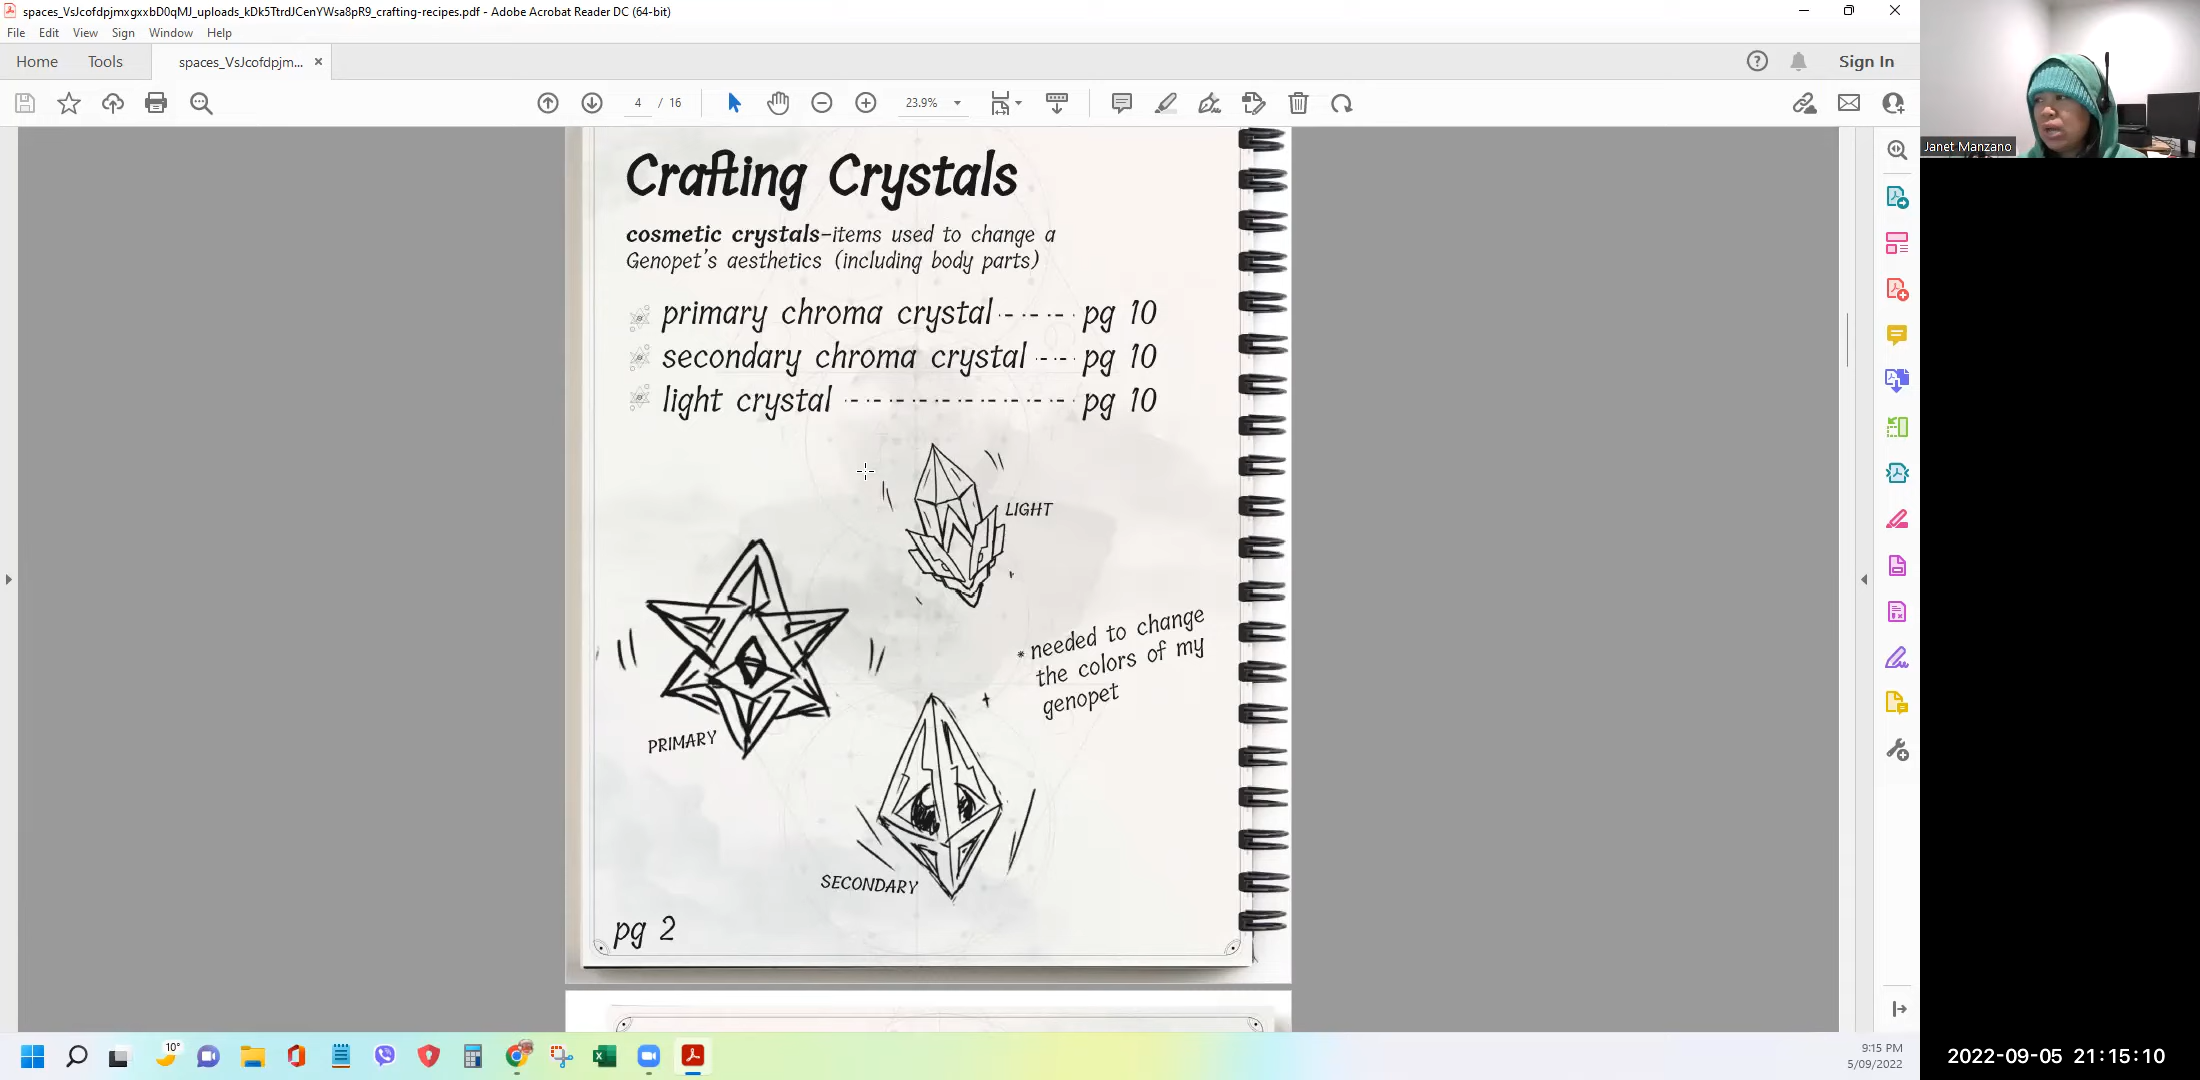 spaces_VsJcofdpjmxgxxbD0qMJ_uploads_kDk5TtrdJCenYWsa8pR9_crafting-recipes.pdf - Adobe Acrobat Reader DC (64-bit)
File Edit View Sign Window Help
Home Tools spaces_VsJcofdpjm... Sign In
4 / 16 23.9%
Janet Manzano
Crafting Crystals
cosmetic crystals-items used to change a
Genopet's aesthetics (including body parts)
primary chroma crystal ------ pg 10
secondary chroma crystal ---- pg 10
light crystal ---------------- pg 10
LIGHT
* needed to change
the colors of my
genopet
PRIMARY
SECONDARY
pg 2
10°
9:15 PM
5/09/2022
2022-09-05 21:15:10